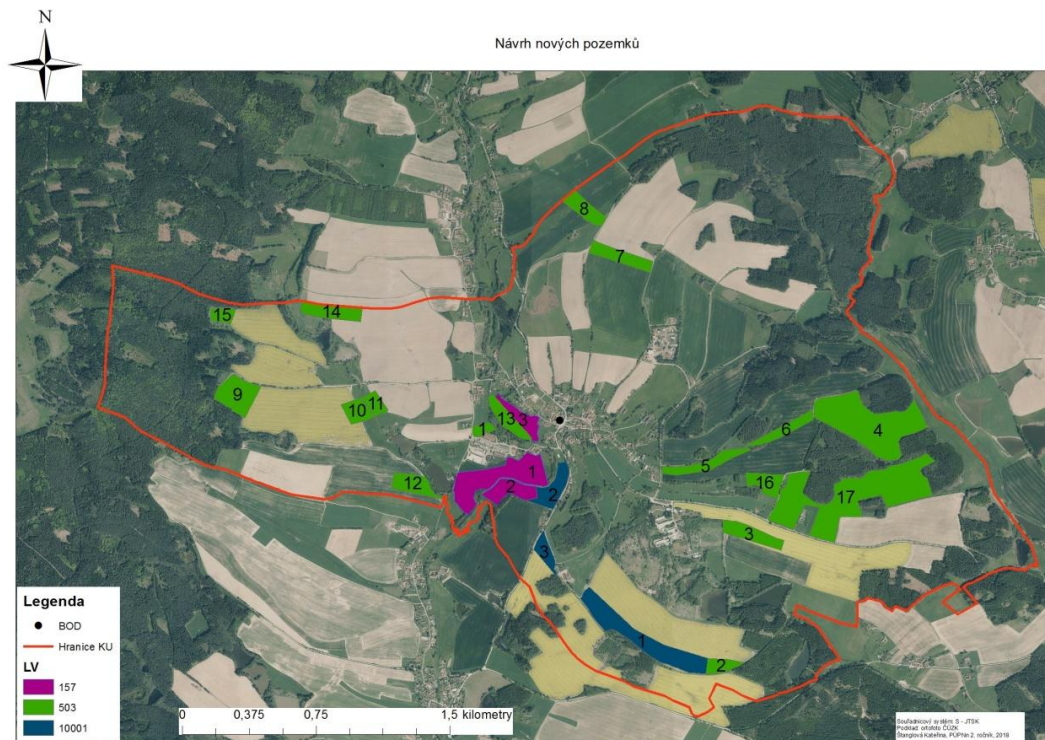 N
Návrh nových pozemků
8
7
15
14
9
10
11
13
3
1
6
4
5
12
1
2
2
16
17
3
3
1
2
Legenda
BOD
Hranice KU
LV
157
503
10001
0 0,375 0,75 1,5 kilometry
Souřadnicový systém: S - JTSK
Podklad: ortofoto ČÚZK
Štanglová Kateřina, PÚPNn 2. ročník, 2018